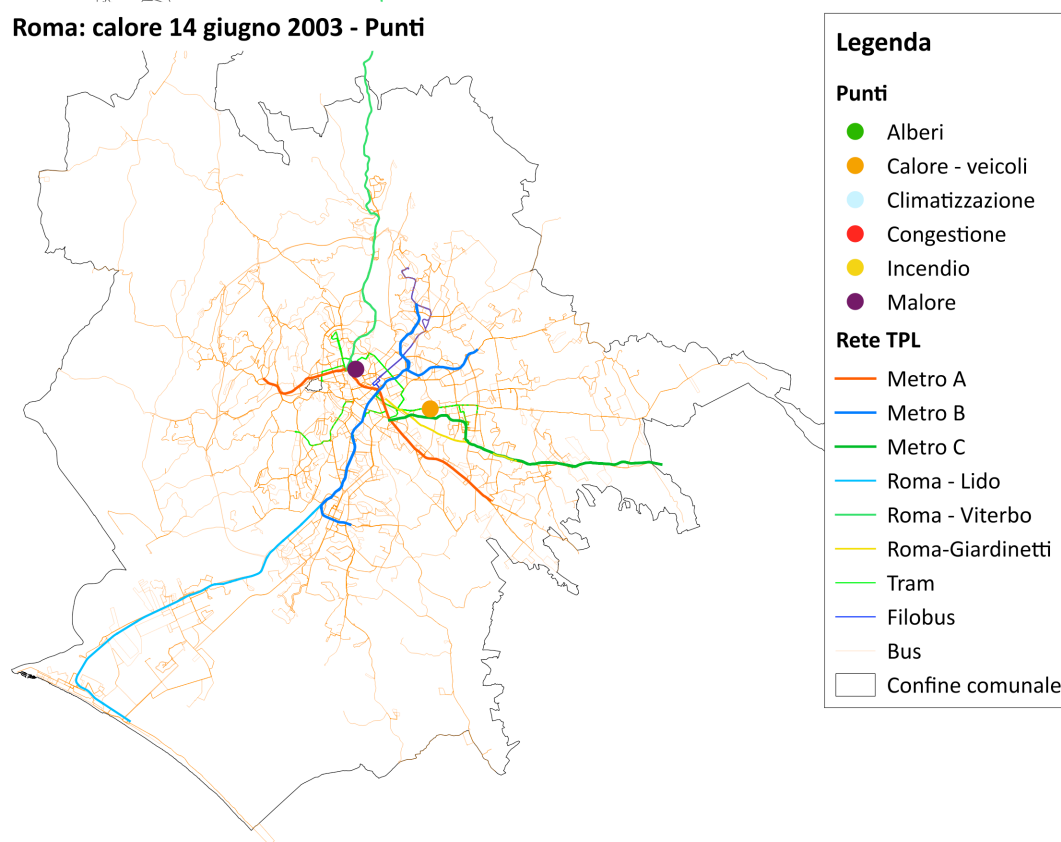 Roma: calore 14 giugno 2003 - Punti
Legenda
Punti
Alberi
Calore - veicoli
Climatizzazione
Congestione
Incendio
Malore
Rete TPL
Metro A
Metro B
Metro C
Roma - Lido
Roma - Viterbo
Roma-Giardinetti
Tram
Filobus
Bus
Confine comunale